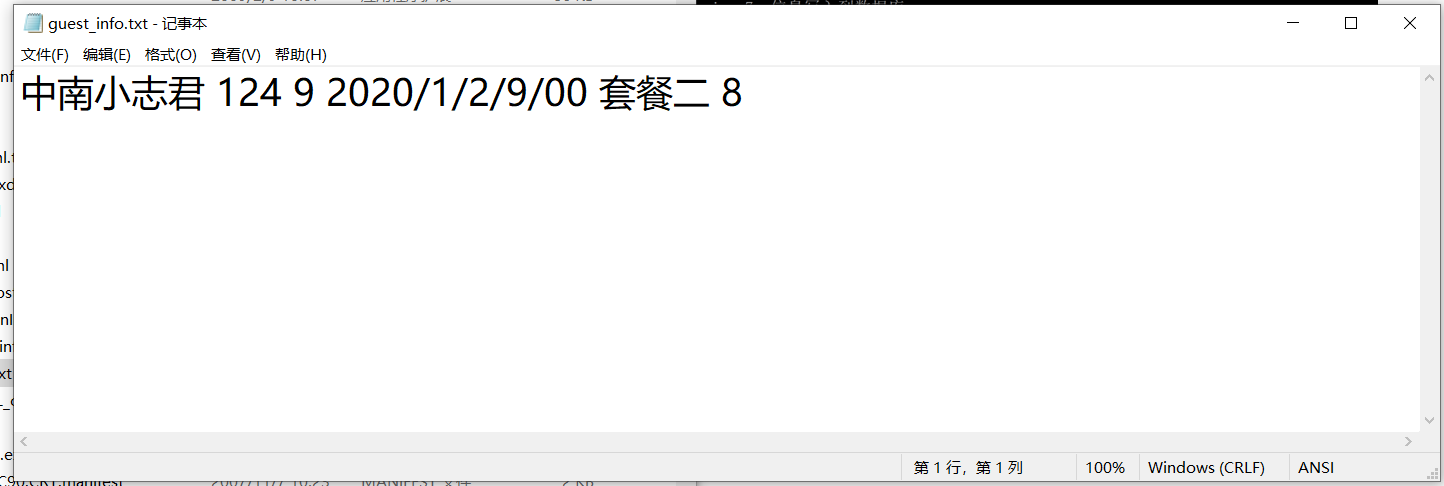 guest_info.txt - 记事本
文件(F) 编辑(E) 格式(O) 查看(V) 帮助(H)
中南小志君 124 9 2020/1/2/9/00 套餐二 8
第 1 行，第 1 列 100% Windows (CRLF) ANSI